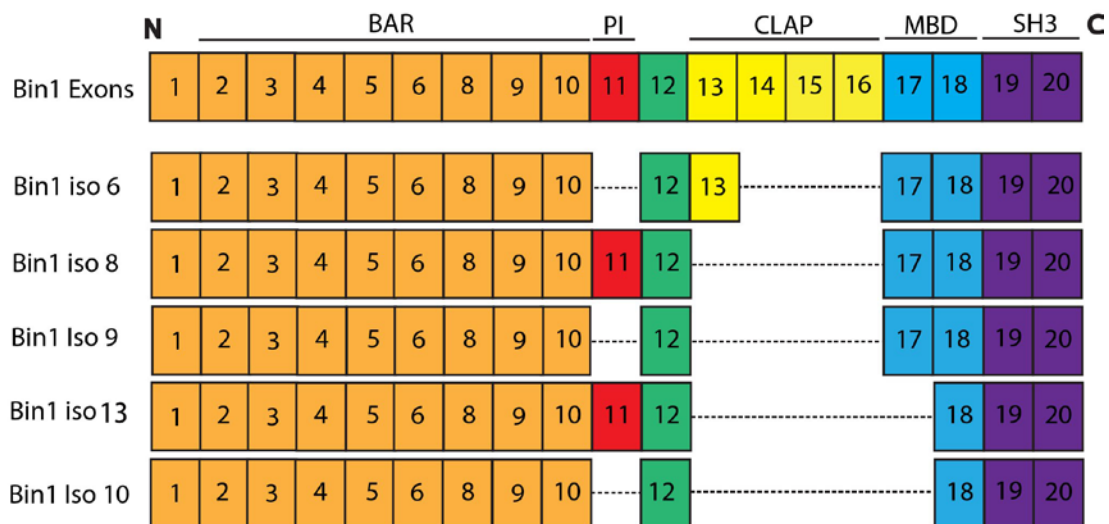 N BAR PI CLAP MBD SH3 C
Bin1 Exons 1 2 3 4 5 6 8 9 10 11 12 13 14 15 16 17 18 19 20
Bin1 iso 6 1 2 3 4 5 6 8 9 10 12 13 17 18 19 20
Bin1 iso 8 1 2 3 4 5 6 8 9 10 11 12 17 18 19 20
Bin1 Iso 9 1 2 3 4 5 6 8 9 10 12 17 18 19 20
Bin1 iso 13 1 2 3 4 5 6 8 9 10 11 12 18 19 20
Bin1 Iso 10 1 2 3 4 5 6 8 9 10 12 18 19 20